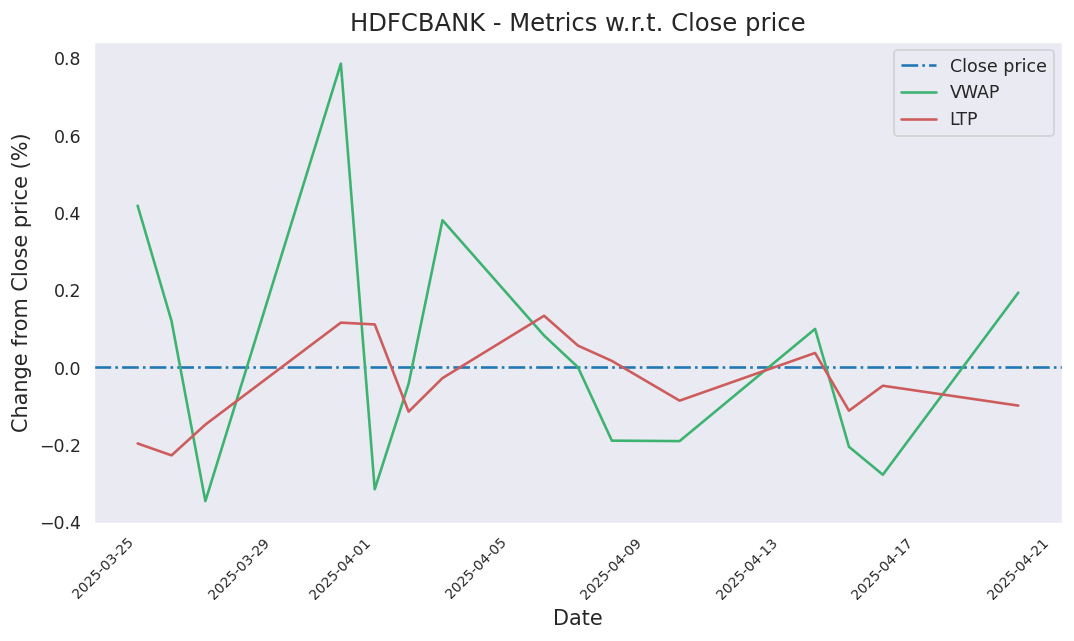 HDFCBANK - Metrics w.r.t. Close price
Close price
VWAP
LTP
Change from Close price (%)
0.8
0.6
0.4
0.2
0.0
−0.2
−0.4
2025-03-25
2025-03-29
2025-04-01
2025-04-05
2025-04-09
2025-04-13
2025-04-17
2025-04-21
Date